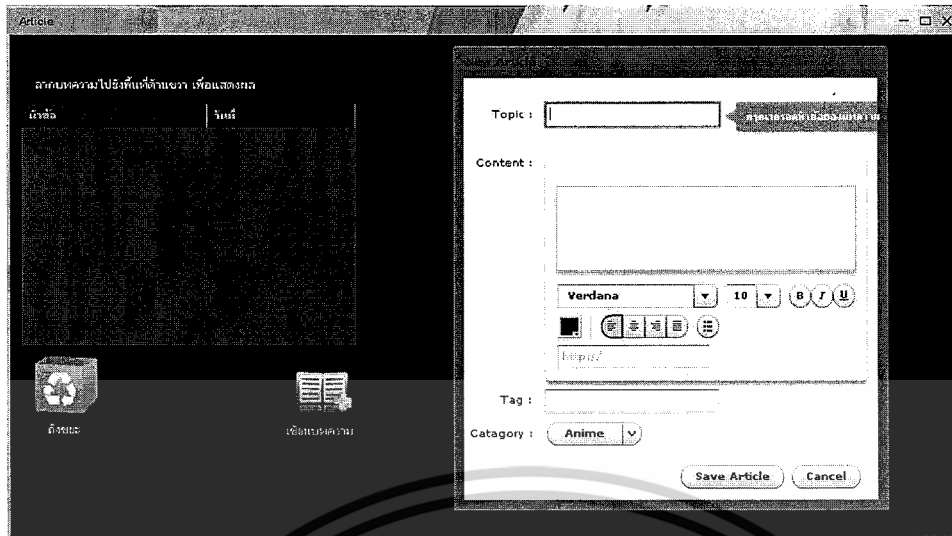 Article
ลากบทความไปยังพื้นที่ด้านขวา เพื่อแสดงผล
หัวข้อ
วันที่
Topic :
Content :
Verdana
10
B I U
http://
Tag :
Catagory :
Anime
Save Article
Cancel
ถังขยะ
เขียนบทความ